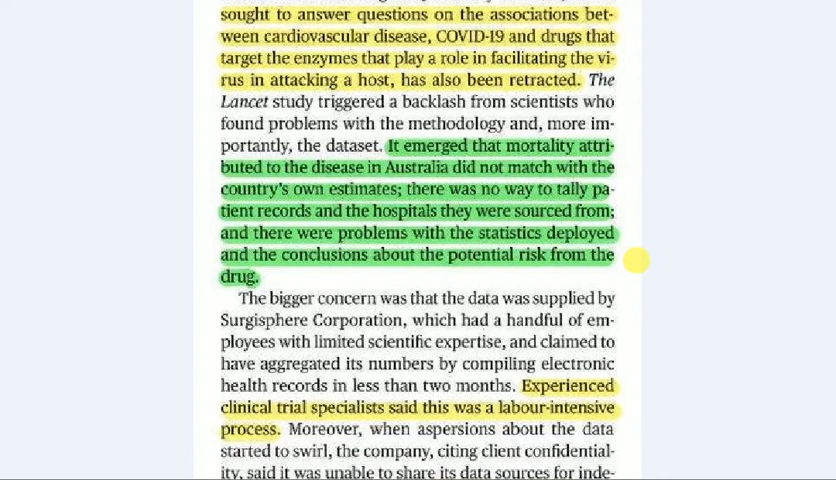 sought to answer questions on the associations bet-
ween cardiovascular disease, COVID-19 and drugs that
target the enzymes that play a role in facilitating the vi-
rus in attacking a host, has also been retracted. The
Lancet study triggered a backlash from scientists who
found problems with the methodology and, more im-
portantly, the dataset. It emerged that mortality attri-
buted to the disease in Australia did not match with the
country's own estimates; there was no way to tally pa-
tient records and the hospitals they were sourced from;
and there were problems with the statistics deployed
and the conclusions about the potential risk from the
drug.
The bigger concern was that the data was supplied by
Surgisphere Corporation, which had a handful of em-
ployees with limited scientific expertise, and claimed to
have aggregated its numbers by compiling electronic
health records in less than two months. Experienced
clinical trial specialists said this was a labour-intensive
process. Moreover, when aspersions about the data
started to swirl, the company, citing client confidential-
ity, said it was unable to share its data sources for inde-